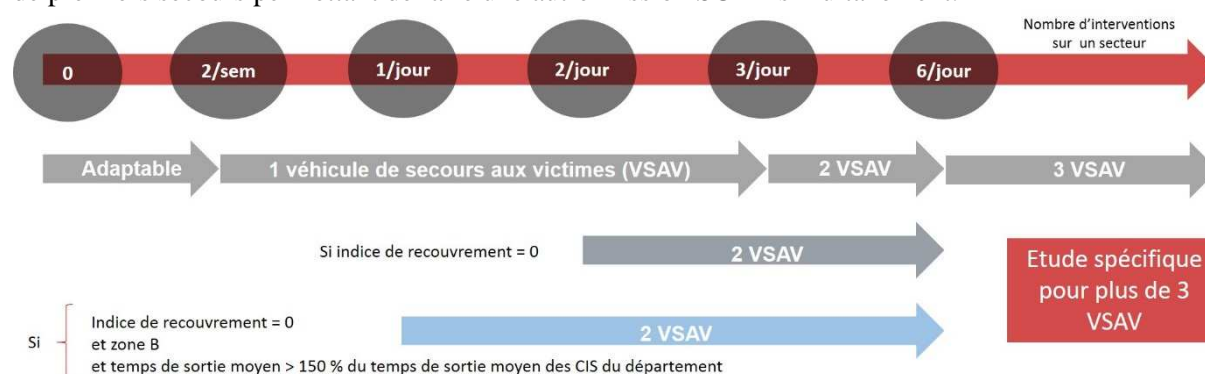 Nombre d'interventions
sur un secteur
0
2/sem
1/jour
2/jour
3/jour
6/jour
Adaptable
1 véhicule de secours aux victimes (VSAV)
2 VSAV
3 VSAV
Si indice de recouvrement = 0
2 VSAV
Etude spécifique
pour plus de 3
VSAV
Si
Indice de recouvrement = 0
et zone B
et temps de sortie moyen > 150 % du temps de sortie moyen des CIS du département
2 VSAV